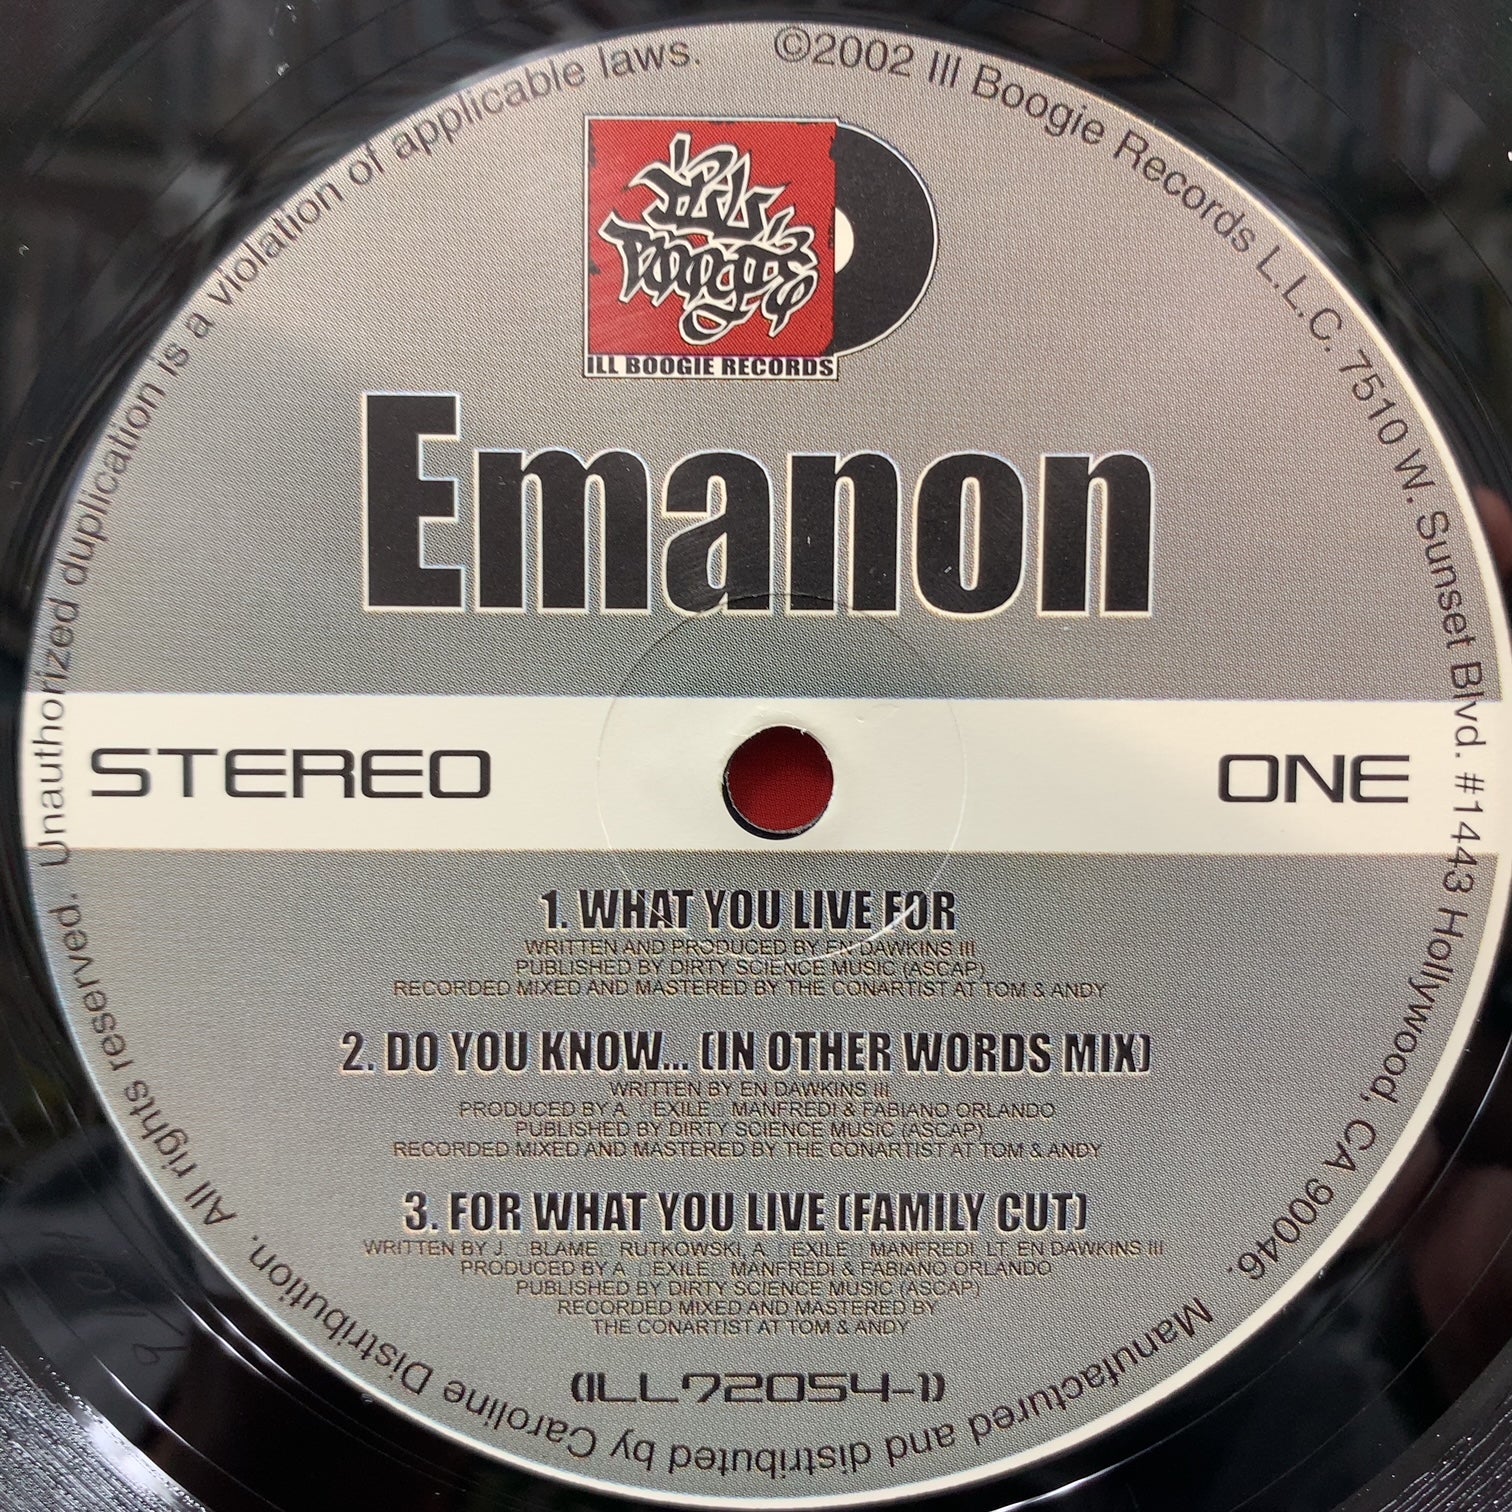 ILL BOOGIE
ILL BOOGIE RECORDS
Emanon
STEREO
ONE
1. WHAT YOU LIVE FOR
WRITTEN AND PRODUCED BY EN DAWKINS III
PUBLISHED BY DIRTY SCIENCE MUSIC (ASCAP)
RECORDED MIXED AND MASTERED BY THE CONARTIST AT TOM & ANDY
2. DO YOU KNOW... (IN OTHER WORDS MIX)
WRITTEN BY EN DAWKINS III
PRODUCED BY A. □EXILE□ MANFREDI & FABIANO ORLANDO
PUBLISHED BY DIRTY SCIENCE MUSIC (ASCAP)
RECORDED MIXED AND MASTERED BY THE CONARTIST AT TOM & ANDY
3. FOR WHAT YOU LIVE (FAMILY CUT)
WRITTEN BY J. □BLAME□ RUTKOWSKI, A. □EXILE□ MANFREDI, LT, EN DAWKINS III
PRODUCED BY A. □EXILE□ MANFREDI & FABIANO ORLANDO
PUBLISHED BY DIRTY SCIENCE MUSIC (ASCAP)
RECORDED MIXED AND MASTERED BY
THE CONARTIST AT TOM & ANDY
(ILL72054-1)
©2002 Ill Boogie Records L.L.C. 7510 W. Sunset Blvd. #1443 Hollywood, CA 90046. Manufactured and distributed by Caroline Distribution. All rights reserved. Unauthorized duplication is a violation of applicable laws.